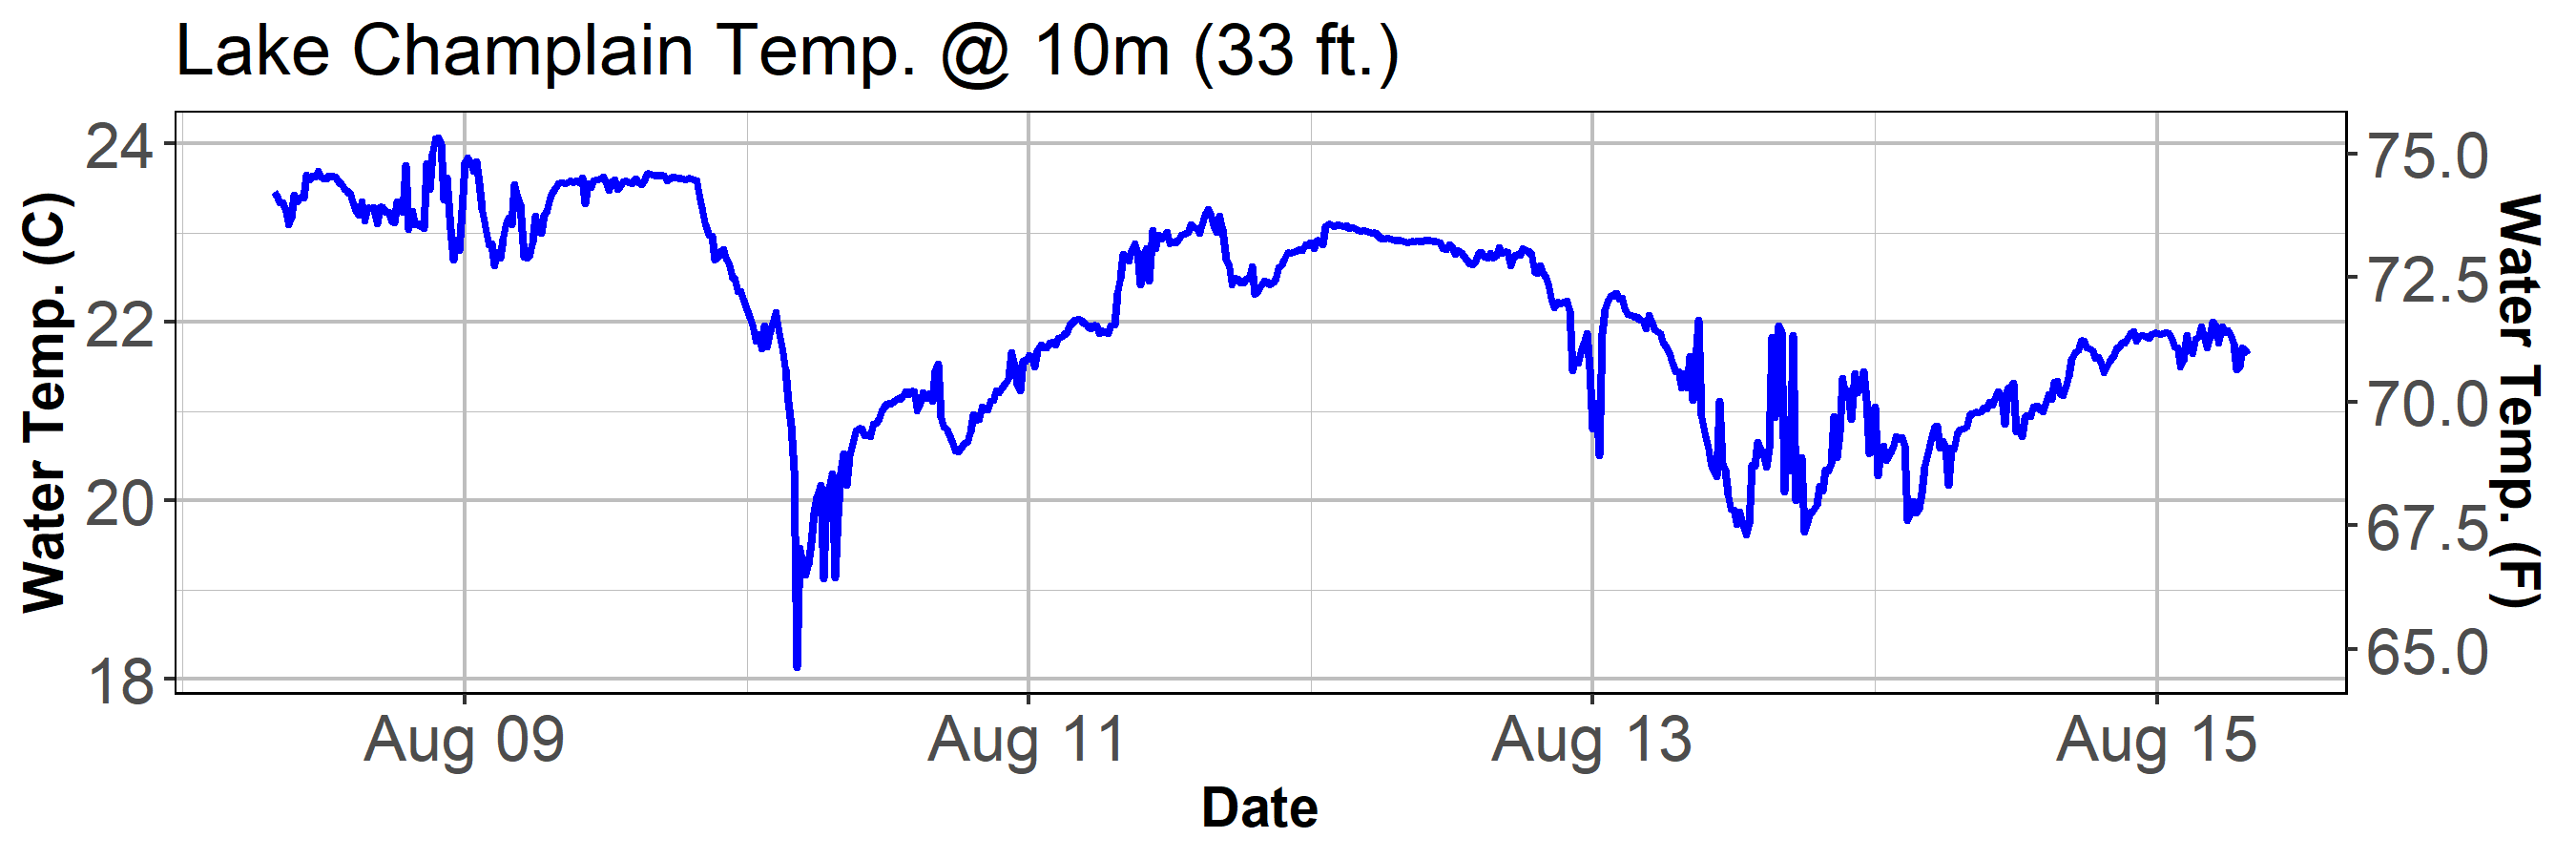 Lake Champlain Temp. @ 10m (33 ft.)
Water Temp. (C)
24
22
20
18
75.0
72.5
70.0
67.5
65.0
Water Temp. (F)
Aug 09
Aug 11
Aug 13
Aug 15
Date